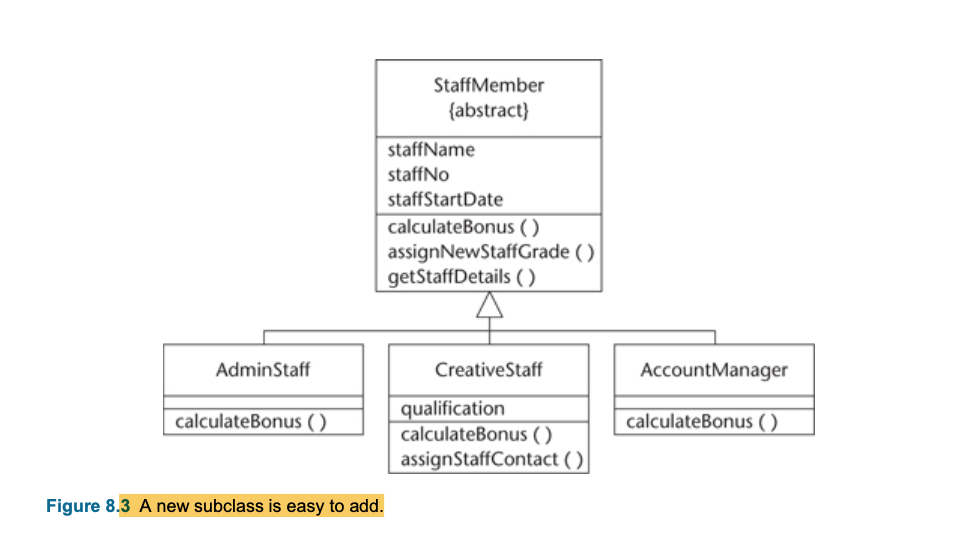 StaffMember
{abstract}
staffName
staffNo
staffStartDate
calculateBonus ( )
assignNewStaffGrade ( )
getStaffDetails ( )
AdminStaff
calculateBonus ( )
CreativeStaff
qualification
calculateBonus ( )
assignStaffContact ( )
AccountManager
calculateBonus ( )
Figure 8.3 A new subclass is easy to add.